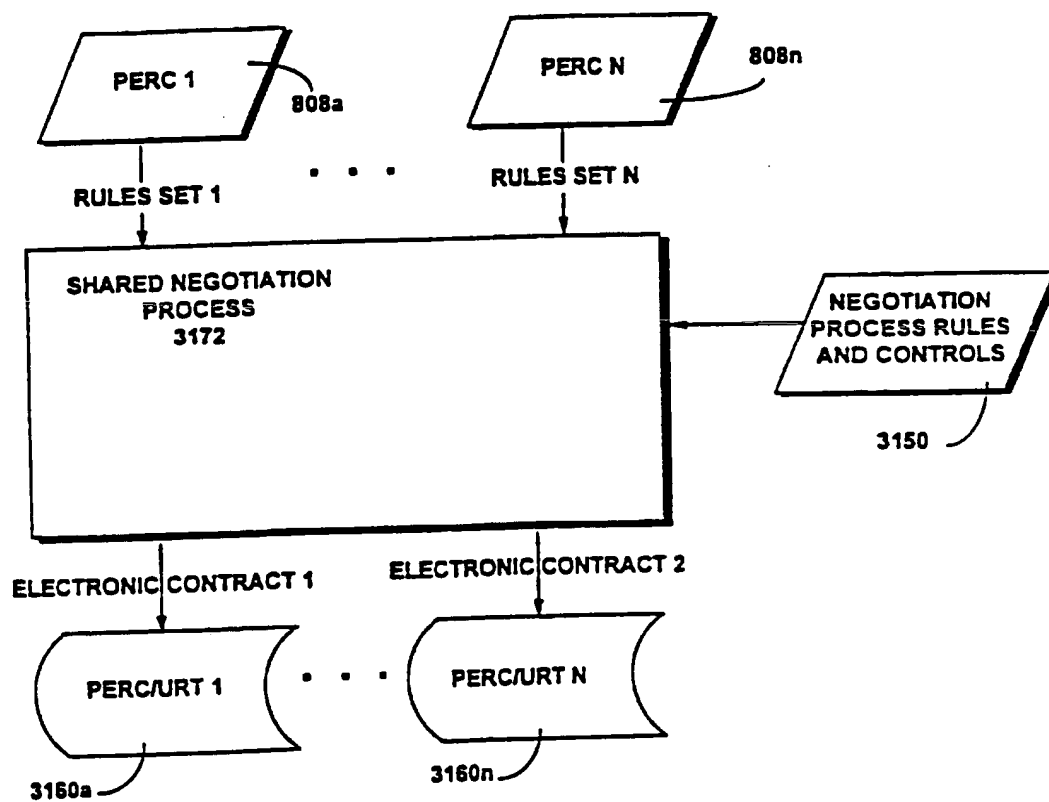 PERC 1
808a
PERC N
808n
RULES SET 1
. . .
RULES SET N
SHARED NEGOTIATION
PROCESS
3172
NEGOTIATION
PROCESS RULES
AND CONTROLS
3150
ELECTRONIC CONTRACT 1
ELECTRONIC CONTRACT 2
PERC/URT 1
. . .
PERC/URT N
3160a
3160n